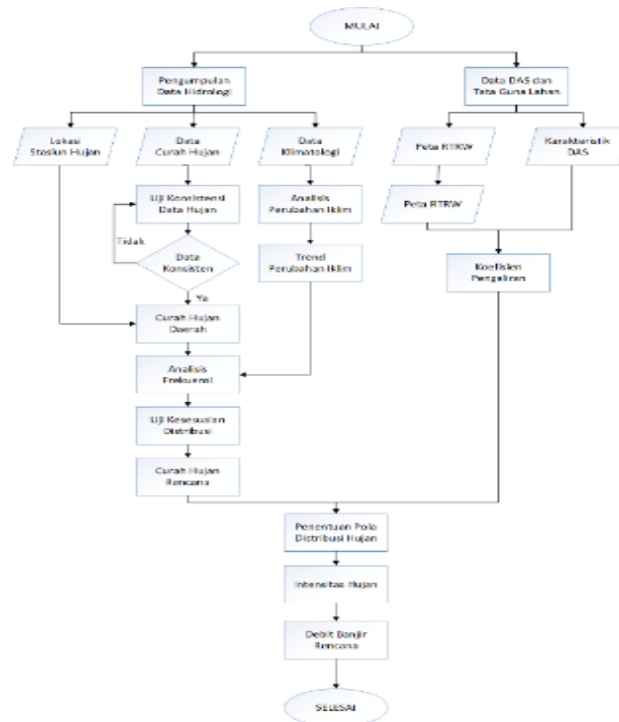 MULAI
Pengumpulan
Data Hidrologi
Data DAS dan
Tata Guna Lahan
Lokasi
Stasiun Hujan
Data
Curah Hujan
Data
Klimatologi
Peta RTRW
Karakteristik
DAS
Uji Konsistensi
Data Hujan
Analisis
Perubahan Iklim
Peta RTRW
Tidak
Data
Konsisten
Trend
Perubahan Iklim
Koefisien
Pengaliran
Ya
Curah Hujan
Daerah
Analisis
Frekuensi
Uji Kesesuaian
Distribusi
Curah Hujan
Rencana
Penentuan Pola
Distribusi Hujan
Intensitas Hujan
Debit Banjir
Rencana
SELESAI